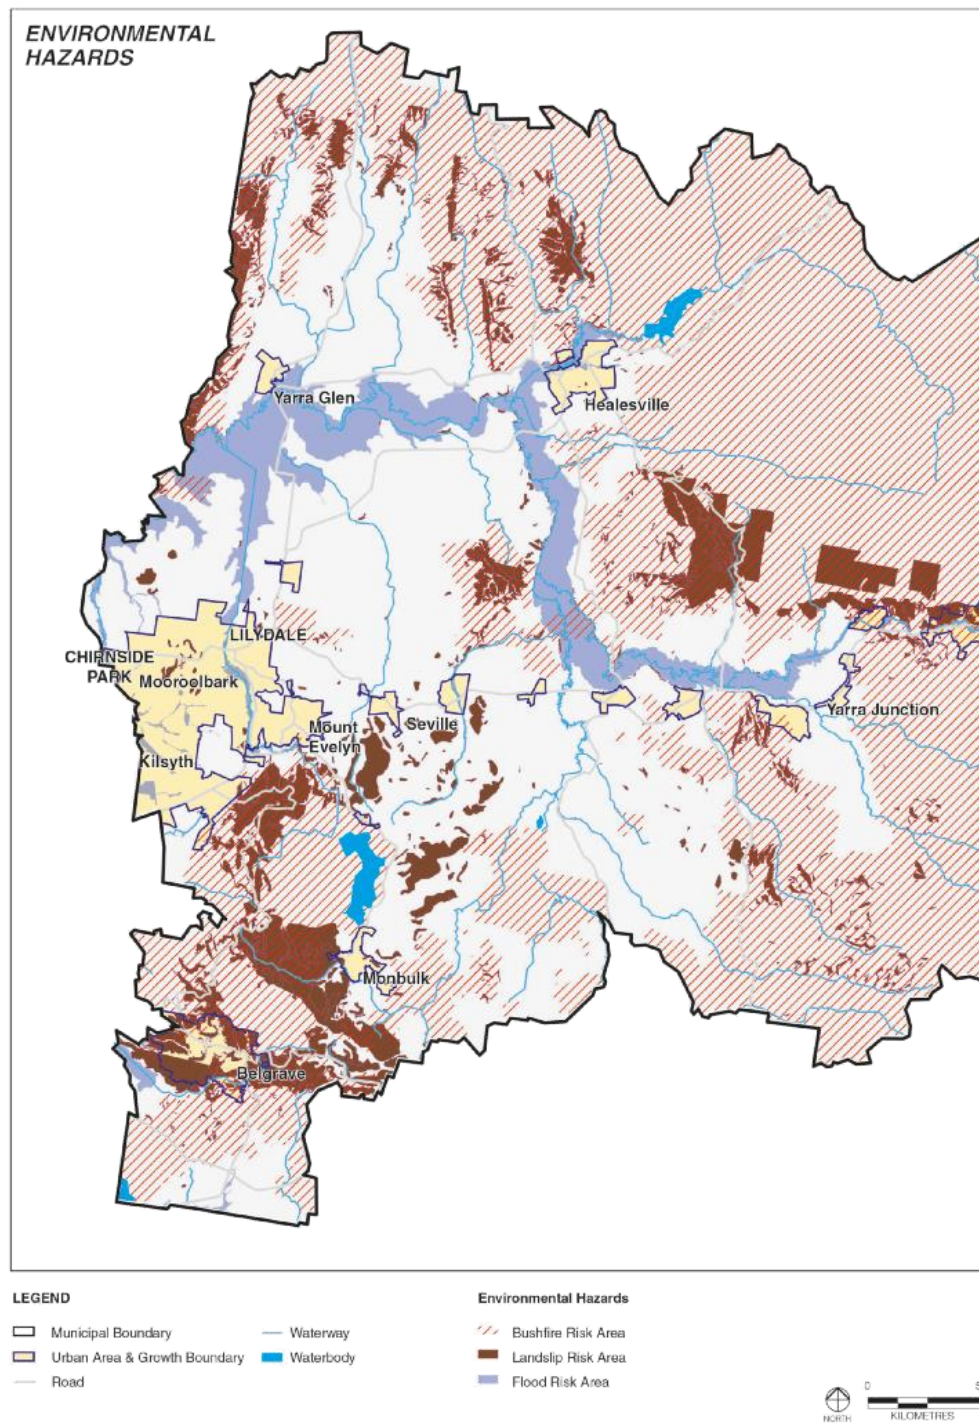 ENVIRONMENTAL
HAZARDS
Yarra Glen
Healesville
LILYDALE
CHIRNSIDE
PARK
Mooroolbark
Mount
Evelyn
Seville
Yarra Junction
Kilsyth
Monbulk
Belgrave
LEGEND
Municipal Boundary
Urban Area & Growth Boundary
Road
Waterway
Waterbody
Environmental Hazards
Bushfire Risk Area
Landslip Risk Area
Flood Risk Area
NORTH
0 5
KILOMETRES